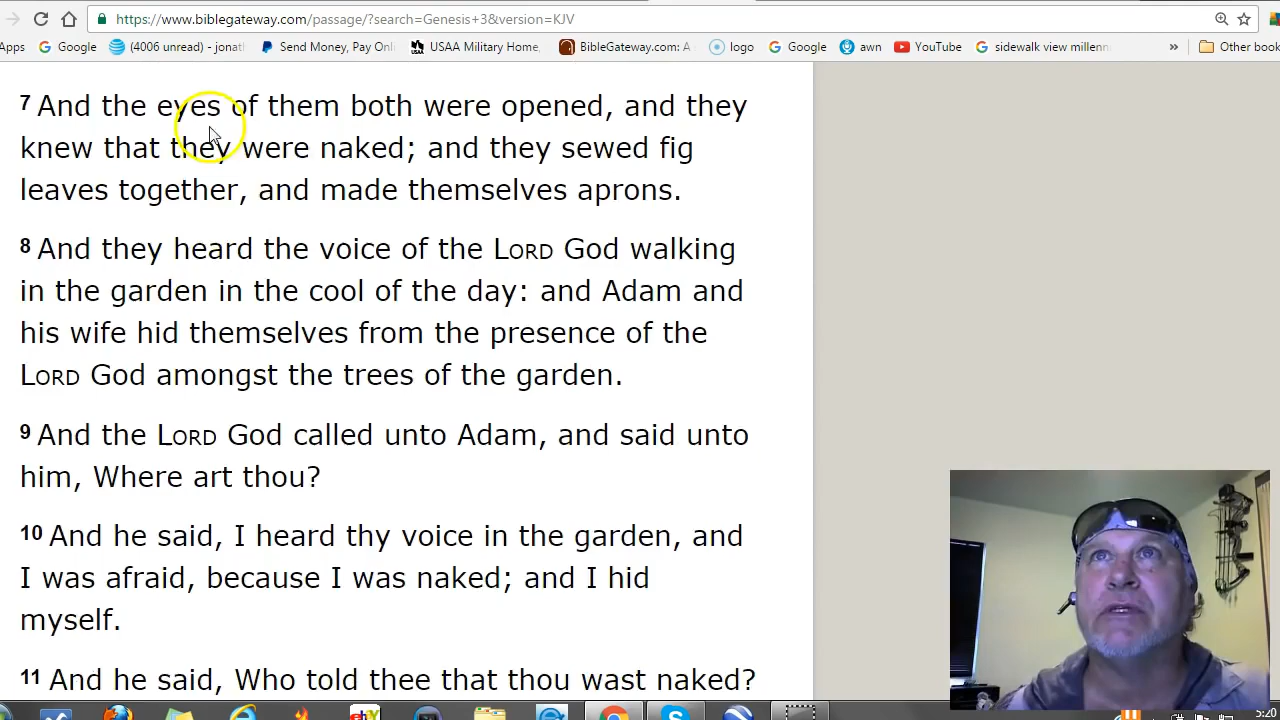 https://www.biblegateway.com/passage/?search=Genesis+3&version=KJV
Apps Google (4006 unread) - jonat Send Money, Pay Onli USAA Military Home, BibleGateway.com: A logo Google awn YouTube sidewalk view millenn » Other book
7 And the eyes of them both were opened, and they
knew that they were naked; and they sewed fig
leaves together, and made themselves aprons.
8 And they heard the voice of the LORD God walking
in the garden in the cool of the day: and Adam and
his wife hid themselves from the presence of the
LORD God amongst the trees of the garden.
9 And the LORD God called unto Adam, and said unto
him, Where art thou?
10 And he said, I heard thy voice in the garden, and
I was afraid, because I was naked; and I hid
myself.
11 And he said, Who told thee that thou wast naked?
ebY
5:20